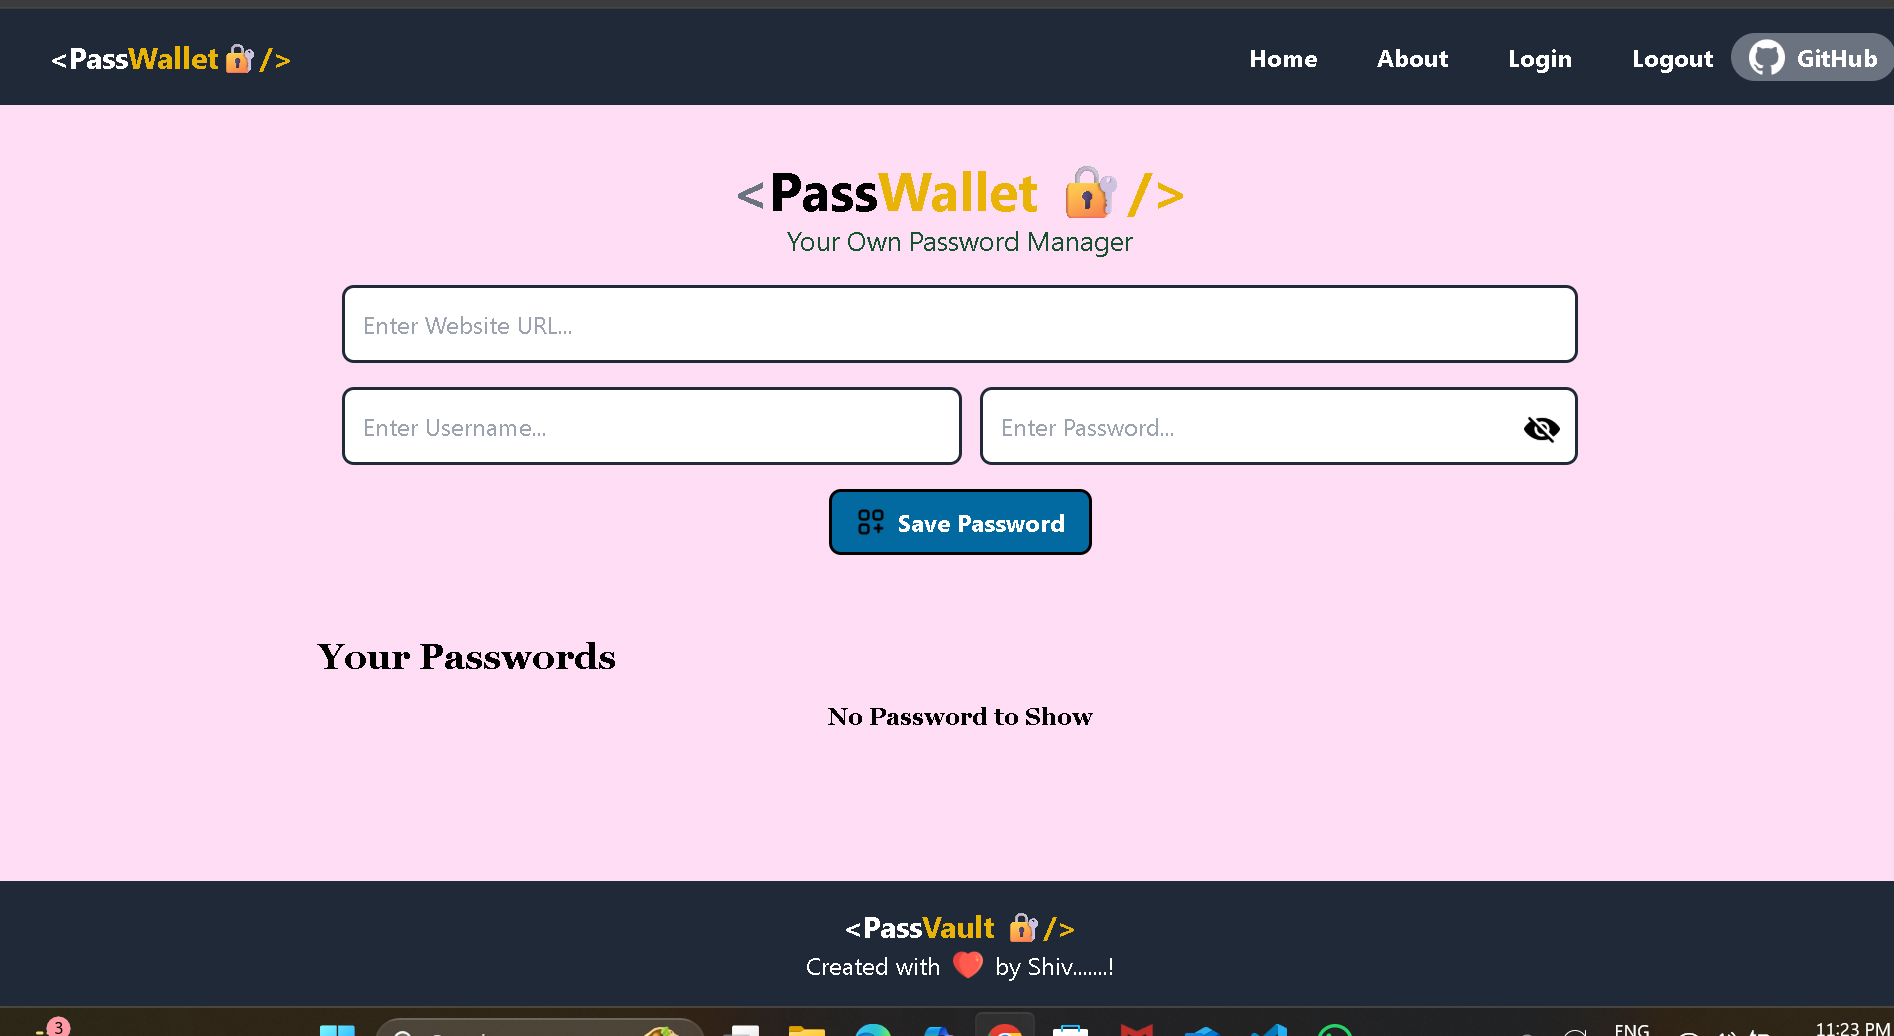 <PassWallet 🔐/>
Home About Login Logout GitHub
<PassWallet 🔐/>
Your Own Password Manager
Enter Website URL...
Enter Username... Enter Password...
Save Password
Your Passwords
No Password to Show
<PassVault 🔐/>
Created with ❤️ by Shiv.......!
3
ENG
11:23 PM